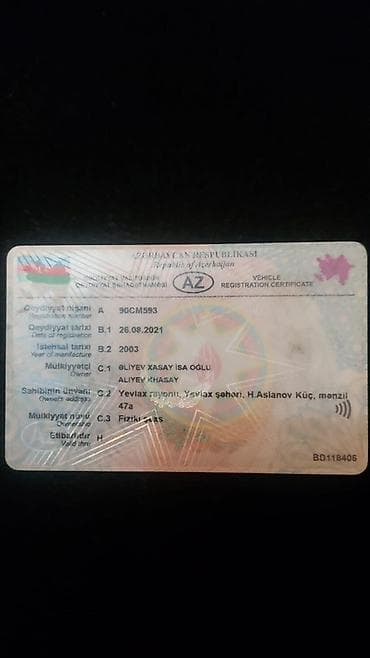 AZƏRBAYCAN RESPUBLİKASI
Republic of Azerbaijan
AZ
VEHICLE
REGISTRATION CERTIFICATE
Qeydiyyat nişanı A 90CM593
Registration number
Qeydiyyat tarixi B.1 26.08.2021
Date of registration
İstehsal tarixi B.2 2003
Year of manufacture
Mülkiyyətçi C.1 ƏLİYEV XASAY İSA OĞLU
Owner ALIYEV KHASAY
Sahibinin ünvanı C.2 Yevlax rayonu, Yevlax şəhəri, H.Aslanov Küç, mənzil
Owner's address 47a
Mülkiyyət növü C.3 Fiziki şəxs
Ownership
Etibarlıdır H
Valid thru
BD118405